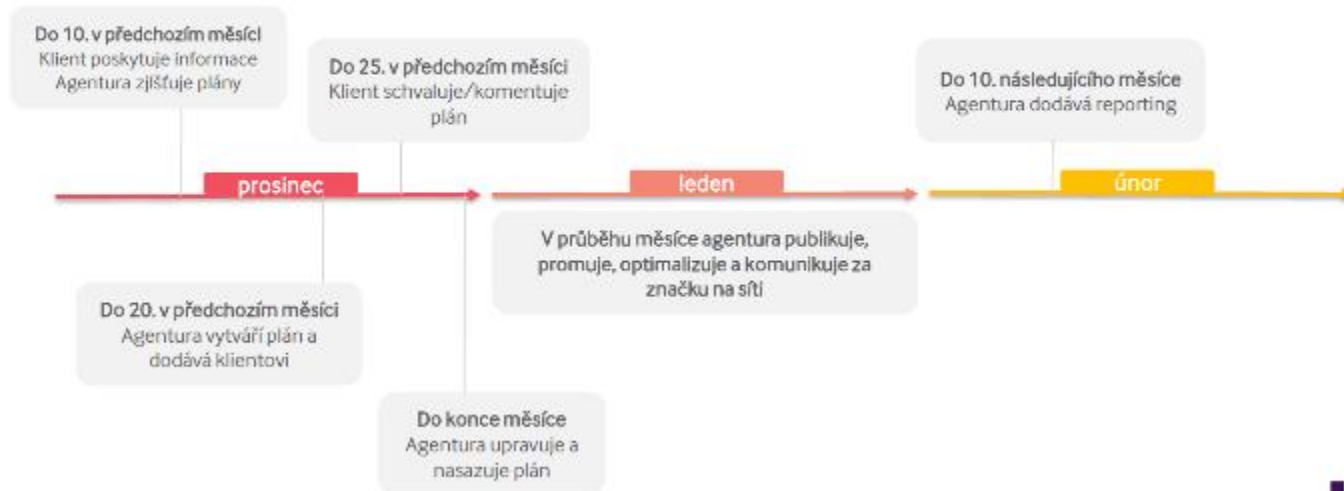 Do 10. v předchozím měsíci
Klient poskytuje informace
Agentura zjišťuje plány
Do 25. v předchozím měsíci
Klient schvaluje/komentuje
plán
Do 10. následujícího měsíce
Agentura dodává reporting
prosinec
leden
únor
V průběhu měsíce agentura publikuje,
promuje, optimalizuje a komunikuje za
značku na síti
Do 20. v předchozím měsíci
Agentura vytváří plán a
dodává klientovi
Do konce měsíce
Agentura upravuje a
nasazuje plán